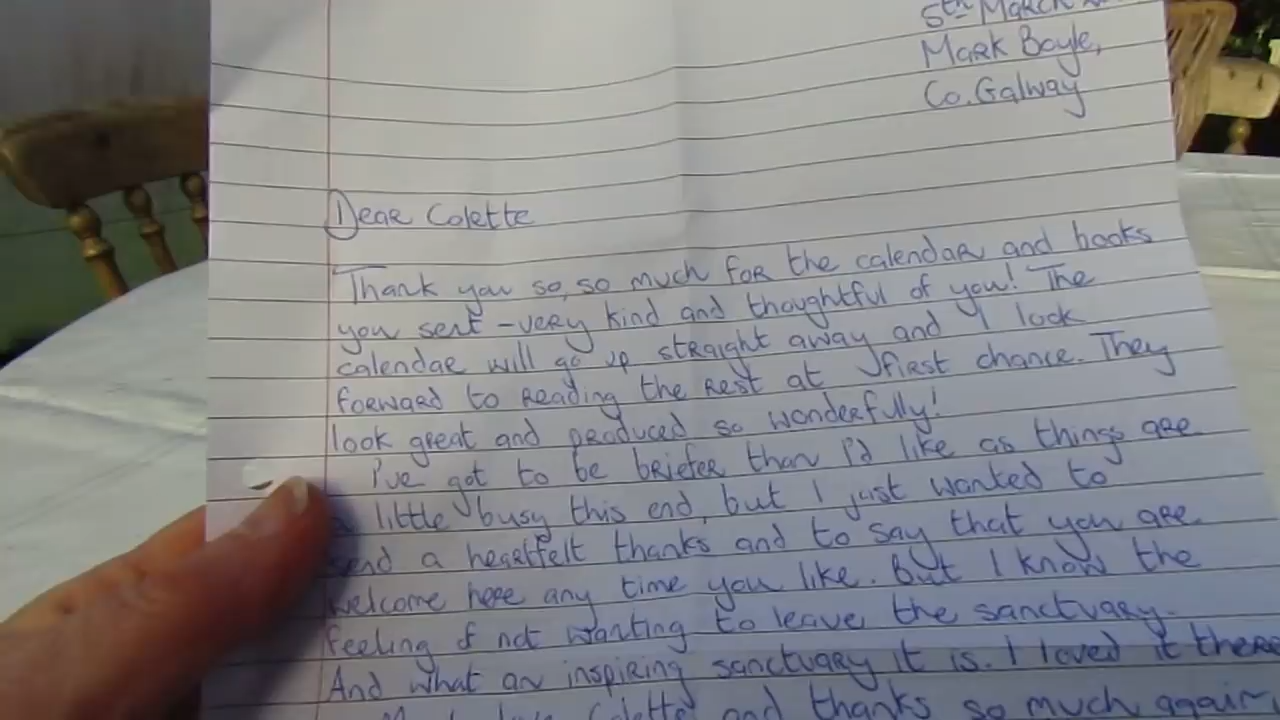 5th March
Mark Boyle,
Co. Galway
Dear Colette
Thank you so, so much for the calendar and books
you sent - very kind and thoughtful of you! The
calendar will go up straight away and I look
forward to reading the rest at first chance. They
look great and produced so wonderfully!
I've got to be briefer than I'd like as things are
a little busy this end, but I just wanted to
send a heartfelt thanks and to say that you are
welcome here any time you like. But I know the
feeling of not wanting to leave the sanctuary.
And what an inspiring sanctuary it is. I loved it there
Much love Colette and thanks so much again,